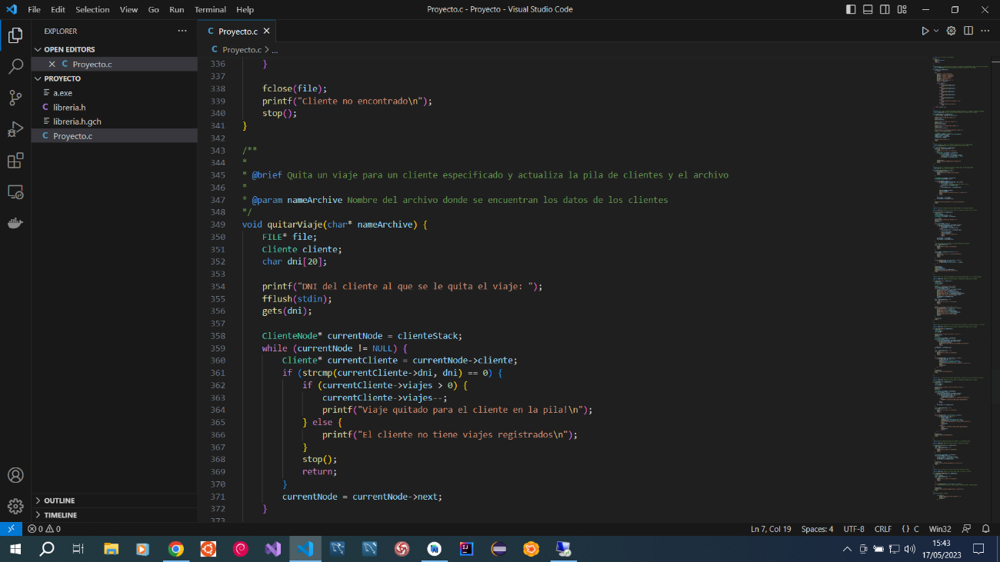 File Edit Selection View Go Run Terminal Help
Proyecto.c - Proyecto - Visual Studio Code
EXPLORER
OPEN EDITORS
C Proyecto.c
PROYECTO
a.exe
C libreria.h
libreria.h.gch
C Proyecto.c
OUTLINE
TIMELINE
C Proyecto.c
C Proyecto.c > ...
336 }
337
338 fclose(file);
339 printf("Cliente no encontrado\n");
340 stop();
341 }
342
343 /**
344 *
345 * @brief Quita un viaje para un cliente especificado y actualiza la pila de clientes y el archivo
346 *
347 * @param nameArchive Nombre del archivo donde se encuentran los datos de los clientes
348 */
349 void quitarViaje(char* nameArchive) {
350 FILE* file;
351 Cliente cliente;
352 char dni[20];
353
354 printf("DNI del cliente al que se le quita el viaje: ");
355 fflush(stdin);
356 gets(dni);
357
358 ClienteNode* currentNode = clienteStack;
359 while (currentNode != NULL) {
360 Cliente* currentCliente = currentNode->cliente;
361 if (strcmp(currentCliente->dni, dni) == 0) {
362 if (currentCliente->viajes > 0) {
363 currentCliente->viajes--;
364 printf("Viaje quitado para el cliente en la pila!\n");
365 } else {
366 printf("El cliente no tiene viajes registrados\n");
367 }
368 stop();
369 return;
370 }
371 currentNode = currentNode->next;
372 }
373
0 0
Ln 7, Col 19 Spaces: 4 UTF-8 CRLF {} C Win32
15:43
17/05/2023